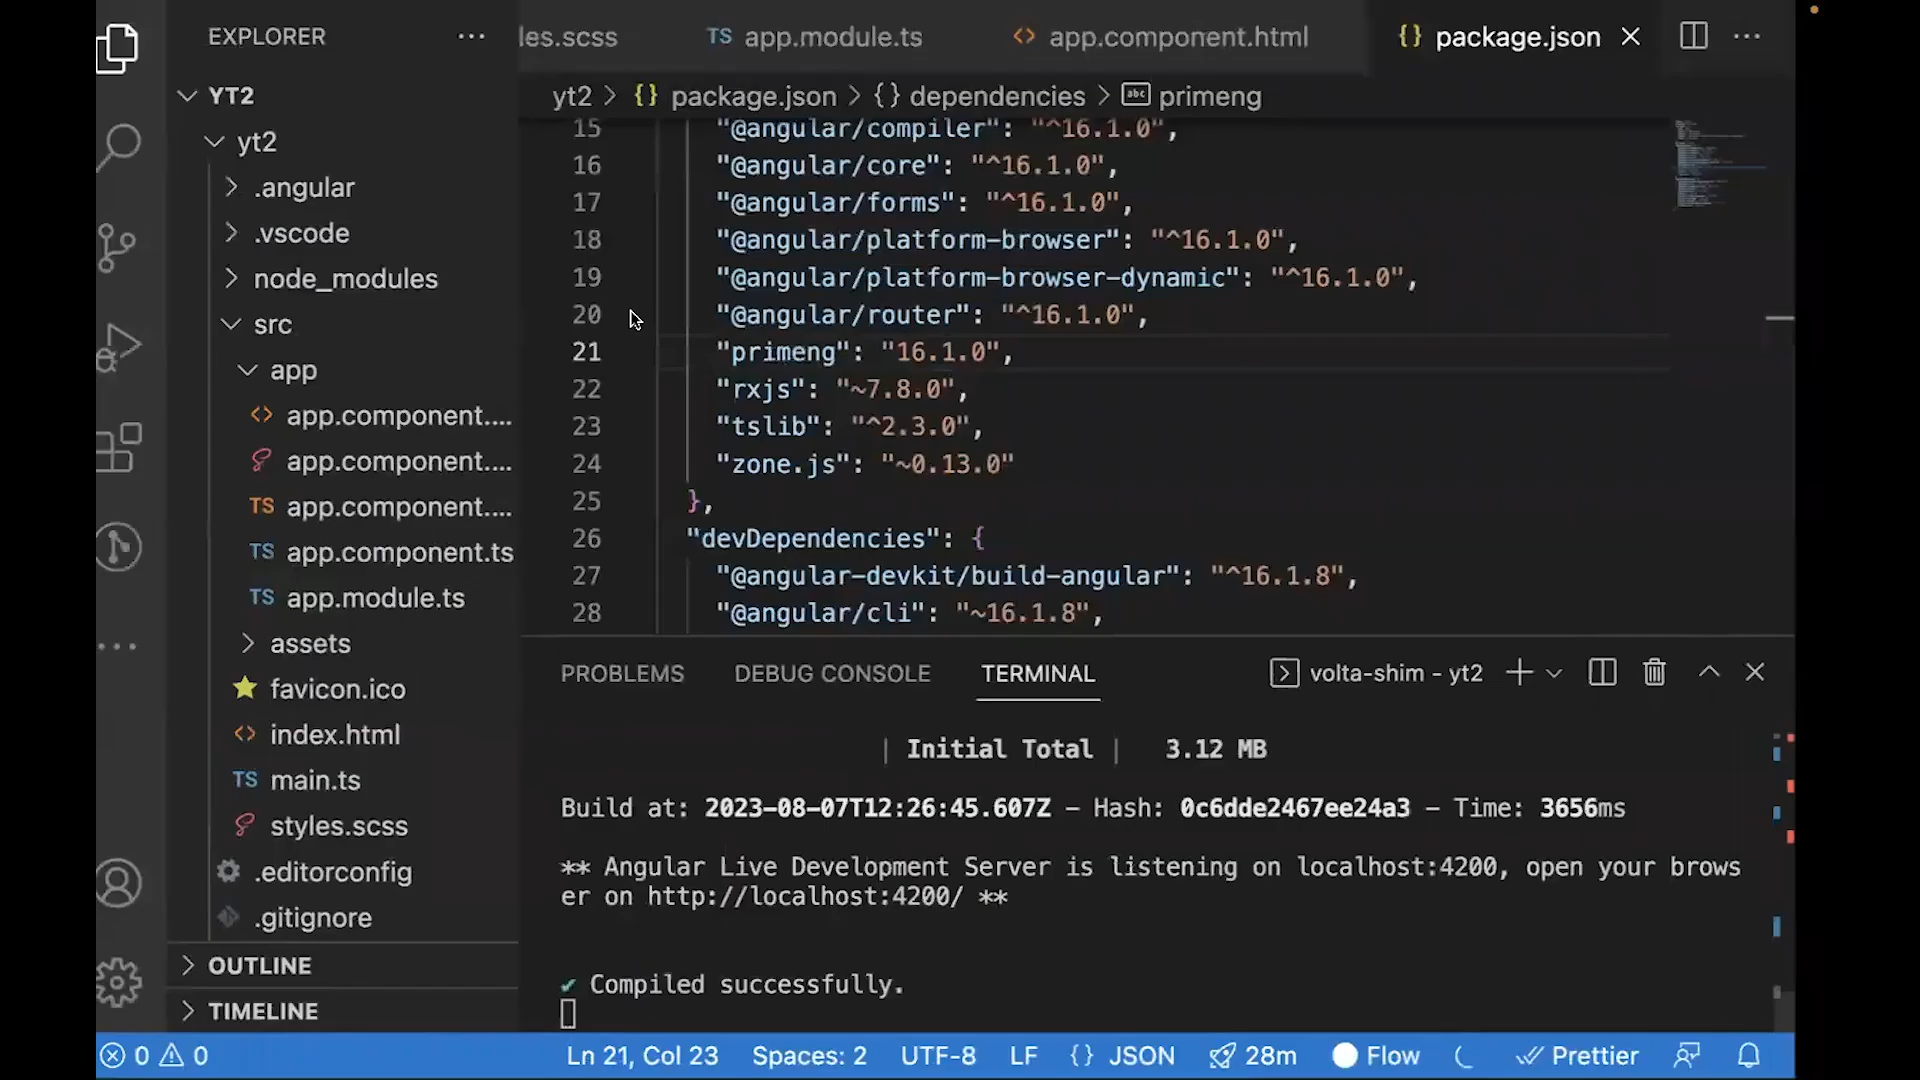 EXPLORER
YT2
yt2
.angular
.vscode
node_modules
src
app
app.component....
app.component....
TS app.component....
TS app.component.ts
TS app.module.ts
assets
favicon.ico
index.html
TS main.ts
styles.scss
.editorconfig
.gitignore
OUTLINE
TIMELINE
les.scss
TS app.module.ts
<> app.component.html
{} package.json
yt2 > {} package.json > {} dependencies > abc primeng
15 "@angular/compiler": "^16.1.0",
16 "@angular/core": "^16.1.0",
17 "@angular/forms": "^16.1.0",
18 "@angular/platform-browser": "^16.1.0",
19 "@angular/platform-browser-dynamic": "^16.1.0",
20 "@angular/router": "^16.1.0",
21 "primeng": "16.1.0",
22 "rxjs": "~7.8.0",
23 "tslib": "^2.3.0",
24 "zone.js": "~0.13.0"
25 },
26 "devDependencies": {
27 "@angular-devkit/build-angular": "^16.1.8",
28 "@angular/cli": "~16.1.8",
PROBLEMS DEBUG CONSOLE TERMINAL volta-shim - yt2
| Initial Total | 3.12 MB
Build at: 2023-08-07T12:26:45.607Z - Hash: 0c6dde2467ee24a3 - Time: 3656ms
** Angular Live Development Server is listening on localhost:4200, open your brows
er on http://localhost:4200/ **
✔ Compiled successfully.
0 0 Ln 21, Col 23 Spaces: 2 UTF-8 LF {} JSON 28m Flow Prettier